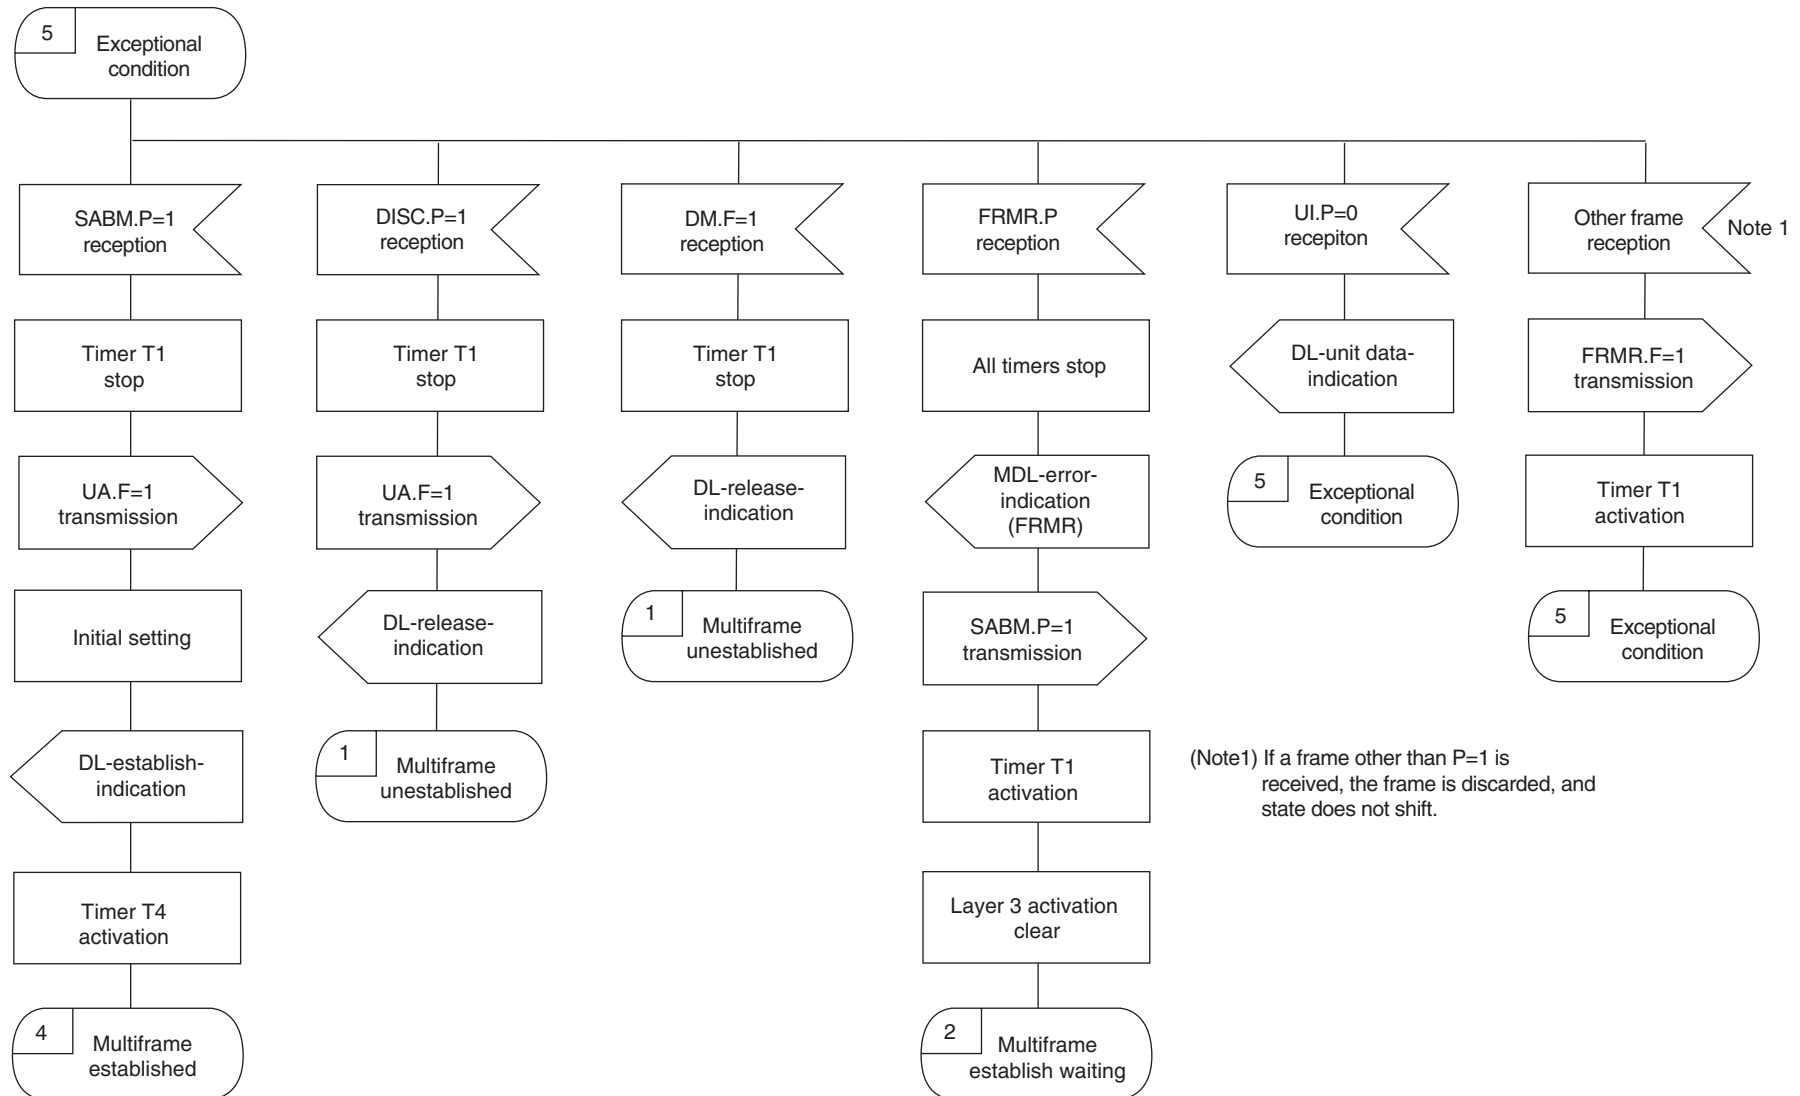 5
Exceptional
condition
SABM.P=1
reception
Timer T1
stop
UA.F=1
transmission
Initial setting
DL-establish-
indication
Timer T4
activation
4
Multiframe
established
DISC.P=1
reception
Timer T1
stop
UA.F=1
transmission
DL-release-
indication
1
Multiframe
unestablished
DM.F=1
reception
Timer T1
stop
DL-release-
indication
1
Multiframe
unestablished
FRMR.P
reception
All timers stop
MDL-error-
indication
(FRMR)
SABM.P=1
transmission
Timer T1
activation
Layer 3 activation
clear
2
Multiframe
establish waiting
UI.P=0
recepiton
DL-unit data-
indication
5
Exceptional
condition
Other frame
reception
Note 1
FRMR.F=1
transmission
Timer T1
activation
5
Exceptional
condition
(Note1) If a frame other than P=1 is
received, the frame is discarded, and
state does not shift.